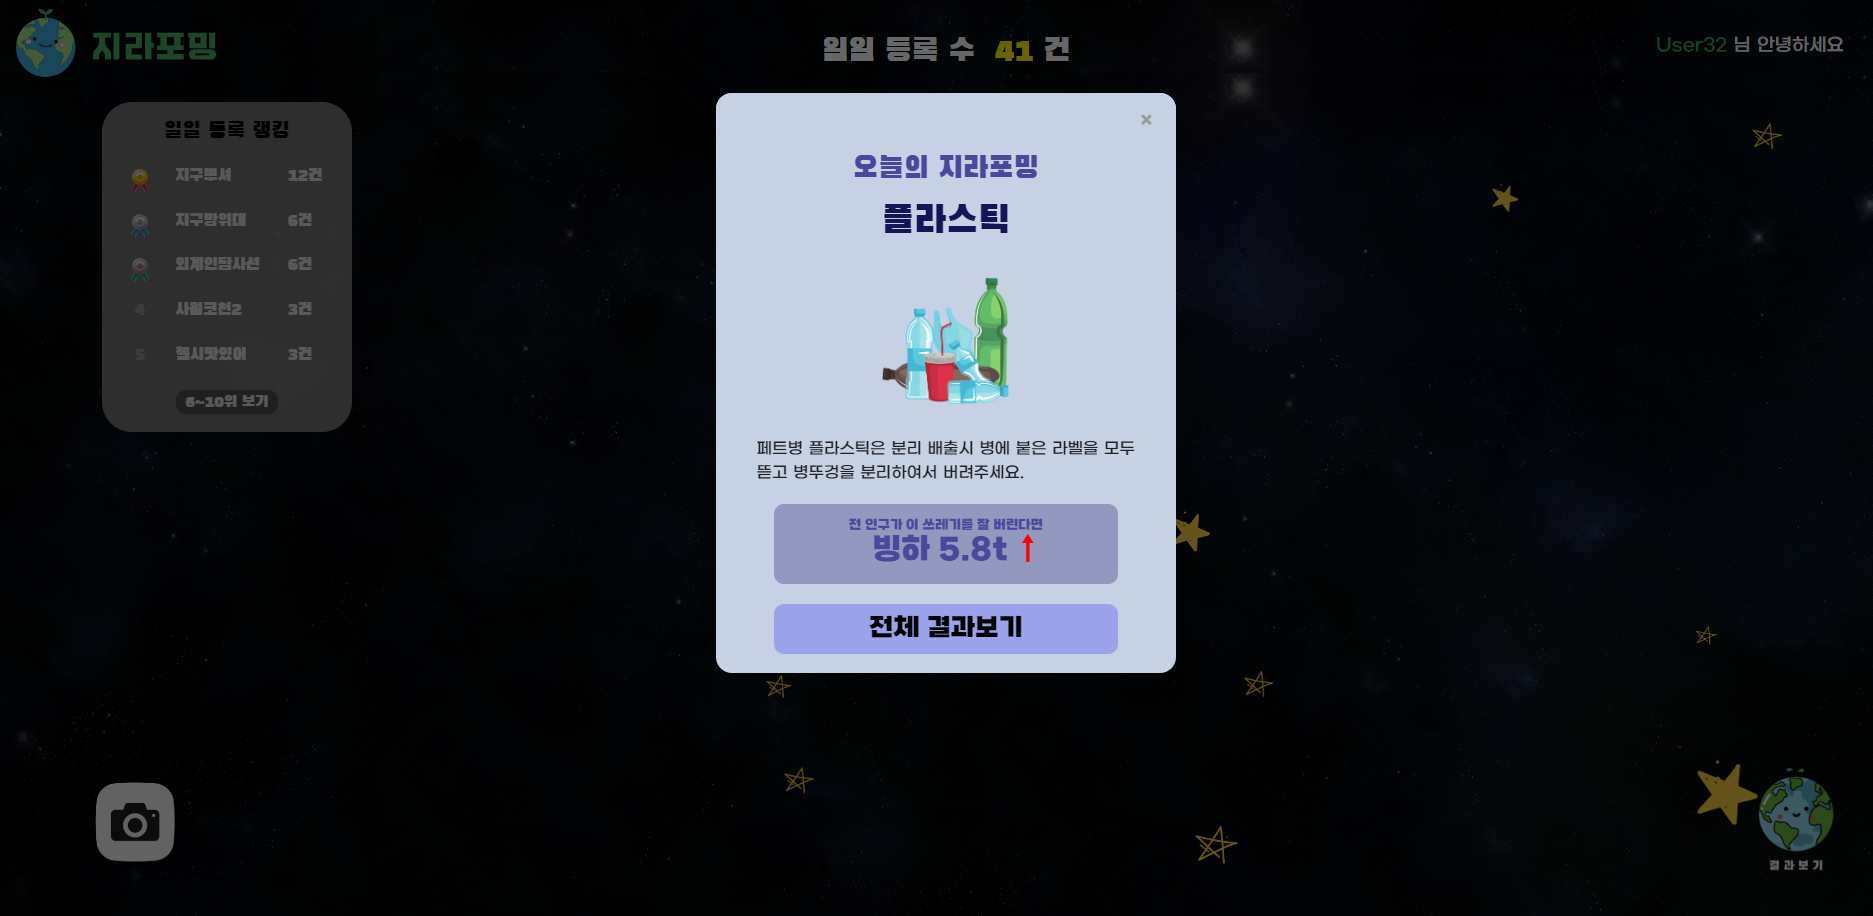 지라포밍
일일 등록 수 41 건
User32 님 안녕하세요
일일 등록 랭킹
지구뿌셔 12건
지구방위대 6건
외계인탐사선 6건
4 사월코천2 3건
5 첵시맛있어 3건
6~10위 보기
×
오늘의 지라포밍
플라스틱
페트병 플라스틱은 분리 배출시 병에 붙은 라벨을 모두
뜯고 병뚜겅을 분리하여서 버려주세요.
전 인구가 이 쓰레기를 잘 버린다면
빙하 5.8t ↑
전체 결과보기
결과보기